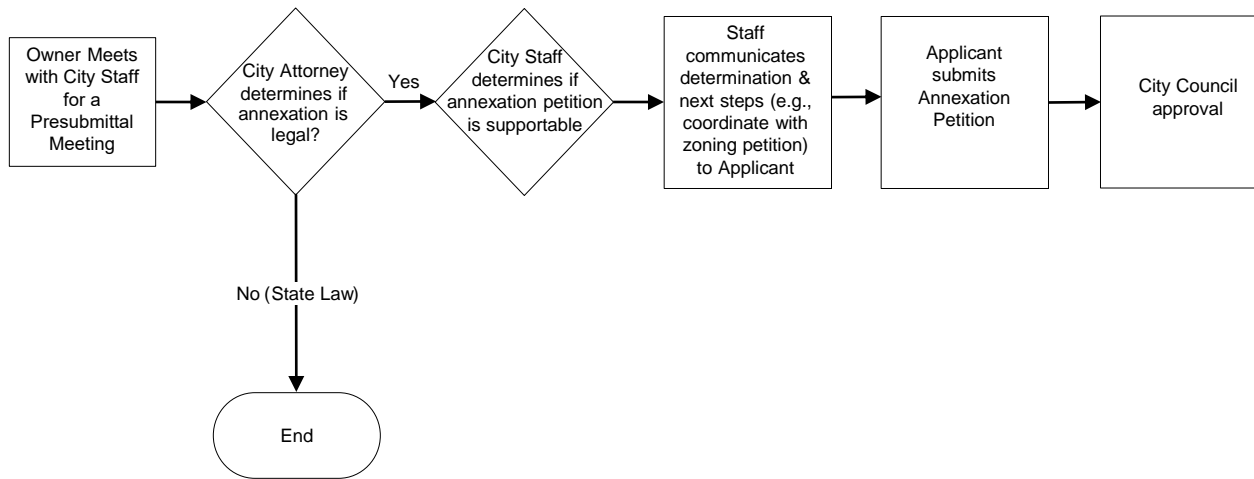 Owner Meets
with City Staff
for a
Presubmittal
Meeting
City Attorney
determines if
annexation is
legal?
Yes
City Staff
determines if
annexation petition
is supportable
Staff
communicates
determination &
next steps (e.g.,
coordinate with
zoning petition)
to Applicant
Applicant
submits
Annexation
Petition
City Council
approval
No (State Law)
End